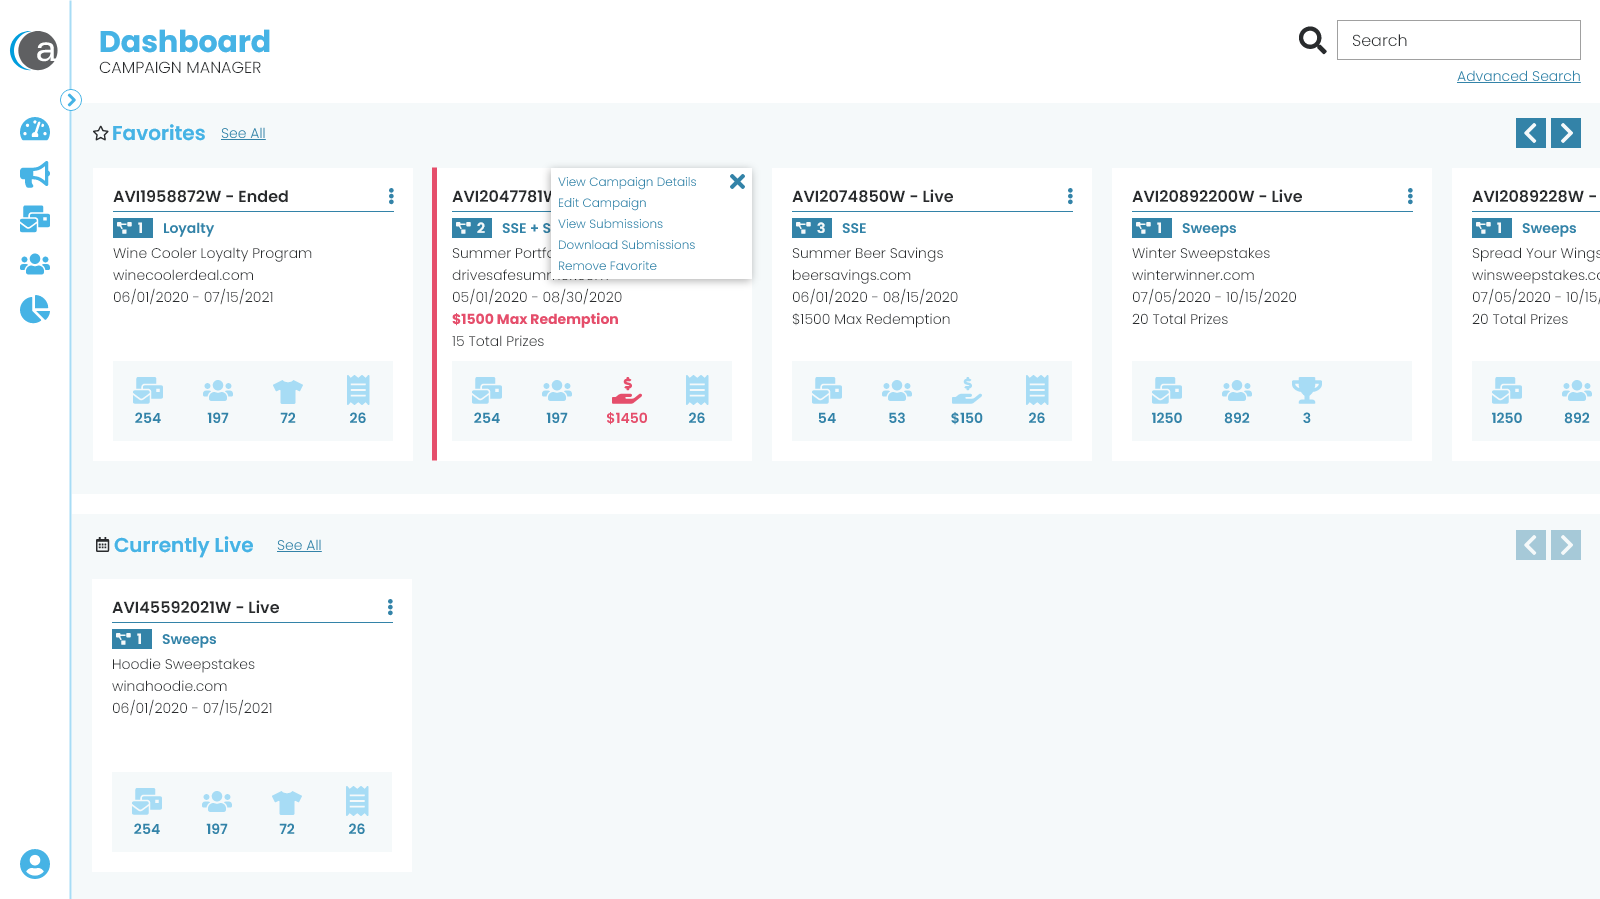 a
Dashboard
CAMPAIGN MANAGER
Search
Advanced Search
Favorites See All
AVI1958872W - Ended
1 Loyalty
Wine Cooler Loyalty Program
winecoolerdeal.com
06/01/2020 - 07/15/2021
254 197 72 26
AVI2047781W
2 SSE + S
Summer Portfo
05/01/2020 - 08/30/2020
$1500 Max Redemption
15 Total Prizes
254 197 $1450 26
View Campaign Details
Edit Campaign
View Submissions
Download Submissions
Remove Favorite
AVI2074850W - Live
3 SSE
Summer Beer Savings
beersavings.com
06/01/2020 - 08/15/2020
$1500 Max Redemption
54 53 $150 26
AVI20892200W - Live
1 Sweeps
Winter Sweepstakes
winterwinner.com
07/05/2020 - 10/15/2020
20 Total Prizes
1250 892 3
AVI2089228W -
1 Sweeps
Spread Your Wings
winsweepstakes.co
07/05/2020 - 10/15/
20 Total Prizes
1250 892
Currently Live See All
AVI45592021W - Live
1 Sweeps
Hoodie Sweepstakes
winahoodie.com
06/01/2020 - 07/15/2021
254 197 72 26